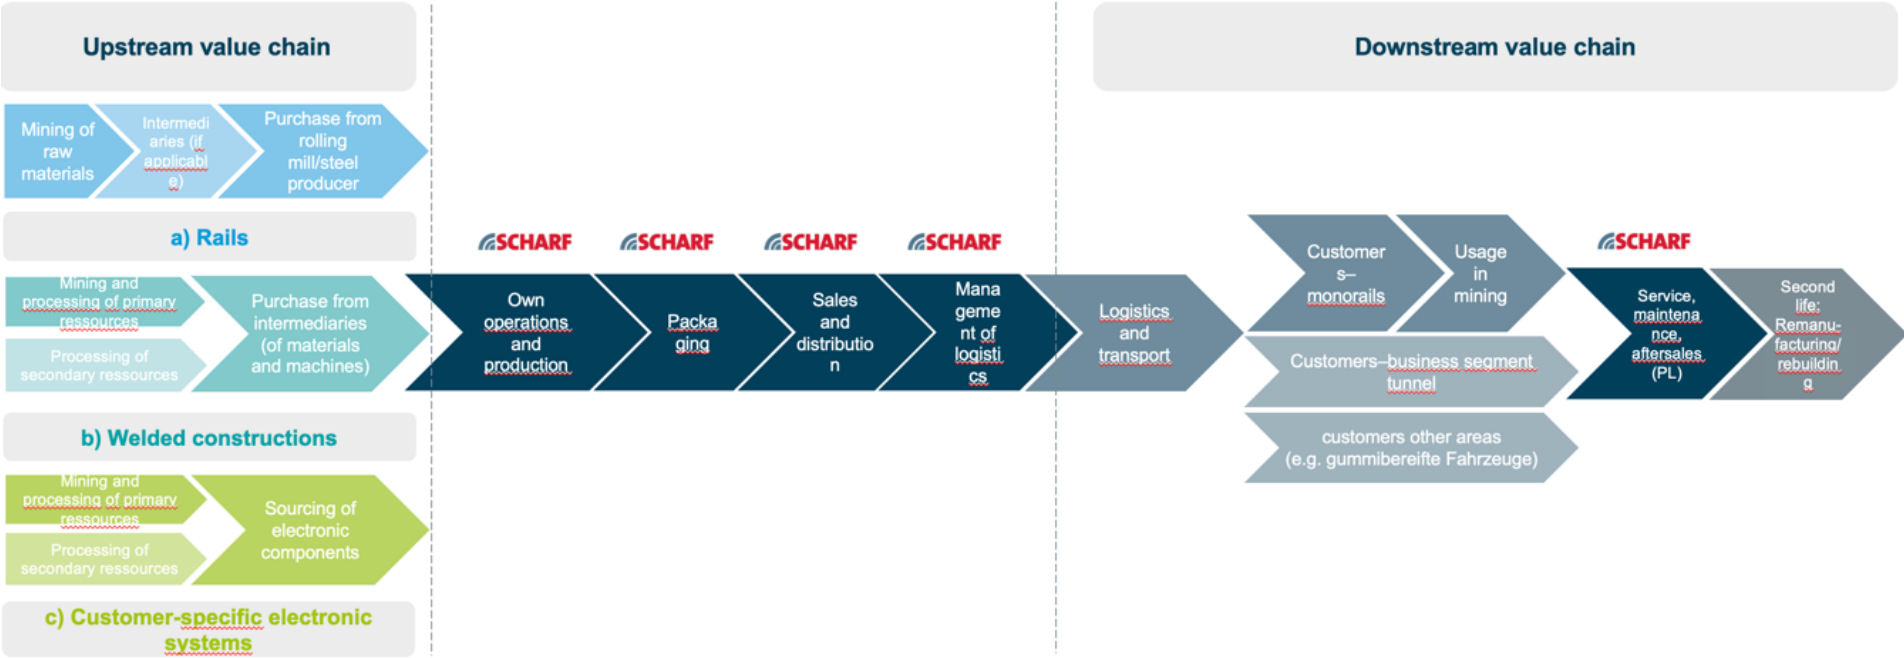 Upstream value chain
Downstream value chain
Mining of
raw
materials
Intermedi
aries (if
applicabl
e)
Purchase from
rolling
mill/steel
producer
a) Rails
Mining and
processing of primary
ressources
Processing of
secondary ressources
Purchase from
intermediaries
(of materials
and machines)
b) Welded constructions
Mining and
processing of primary
ressources
Processing of
secondary ressources
Sourcing of
electronic
components
c) Customer-specific electronic
systems
SCHARF
Own
operations
and
production
SCHARF
Packa
ging
SCHARF
Sales
and
distributio
n
SCHARF
Mana
geme
nt of
logisti
cs
Logistics
and
transport
Customer
s–
monorails
Usage
in
mining
Customers–business segment
tunnel
customers other areas
(e.g. gummibereifte Fahrzeuge)
SCHARF
Service,
maintena
nce,
aftersales
(PL)
Second
life:
Remanu-
facturing/
rebuildin
g